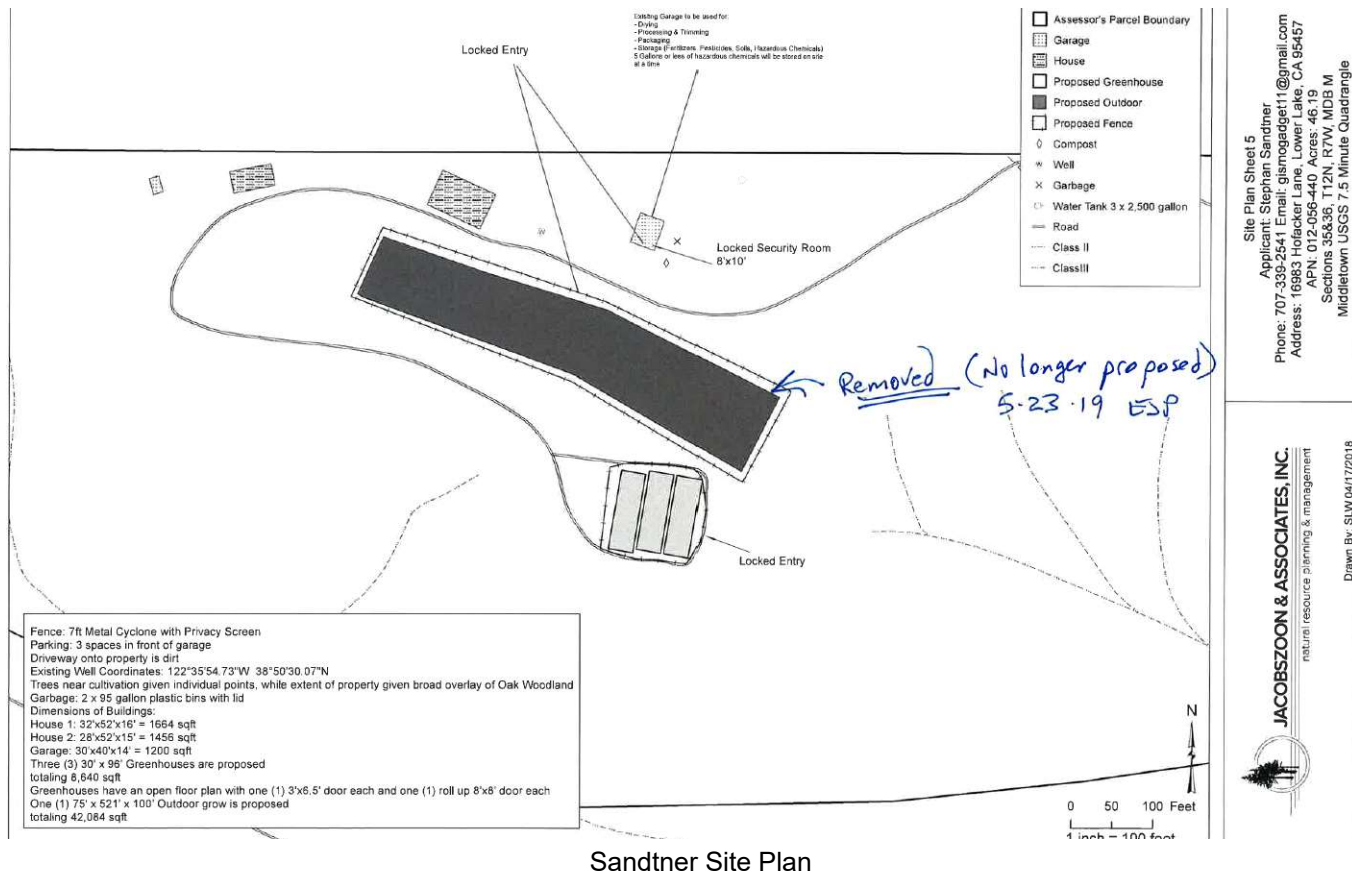 Existing Garage to be used for:
- Drying
- Processing & Trimming
- Packaging
- Storage (Fertilizers, Pesticides, Soils, Hazardous Chemicals)
5 Gallons or less of hazardous chemicals will be stored on site
at a time
Locked Entry
Assessor's Parcel Boundary
Garage
House
Proposed Greenhouse
Proposed Outdoor
Proposed Fence
Compost
Well
Garbage
Water Tank 3 x 2,500 gallon
Road
Class II
ClassIII
Locked Security Room
8'x10'
Removed (No longer proposed)
5·23·19 ESP
Locked Entry
Fence: 7ft Metal Cyclone with Privacy Screen
Parking: 3 spaces in front of garage
Driveway onto property is dirt
Existing Well Coordinates: 122°35'54.73"W 38°50'30.07"N
Trees near cultivation given individual points, while extent of property given broad overlay of Oak Woodland
Garbage: 2 x 95 gallon plastic bins with lid
Dimensions of Buildings:
House 1: 32'x52'x16' = 1664 sqft
House 2: 28'x52'x15' = 1456 sqft
Garage: 30'x40'x14' = 1200 sqft
Three (3) 30' x 96' Greenhouses are proposed
totaling 8,640 sqft
Greenhouses have an open floor plan with one (1) 3'x6.5' door each and one (1) roll up 8'x8' door each
One (1) 75' x 521' x 100' Outdoor grow is proposed
totaling 42,084 sqft
N
0 50 100 Feet
1 inch = 100 feet
Site Plan Sheet 5
Applicant: Stephan Sandtner
Phone: 707-339-2541 Email: gismogadget11@gmail.com
Address: 16983 Hofacker Lane, Lower Lake, CA 95457
APN: 012-056-440 Acres: 46.19
Sections 35&36, T12N, R7W, MDB M
Middletown USGS 7.5 Minute Quadrangle
JACOBSZOON & ASSOCIATES, INC.
natural resource planning & management
Drawn By: SLW 04/17/2018
Sandtner Site Plan